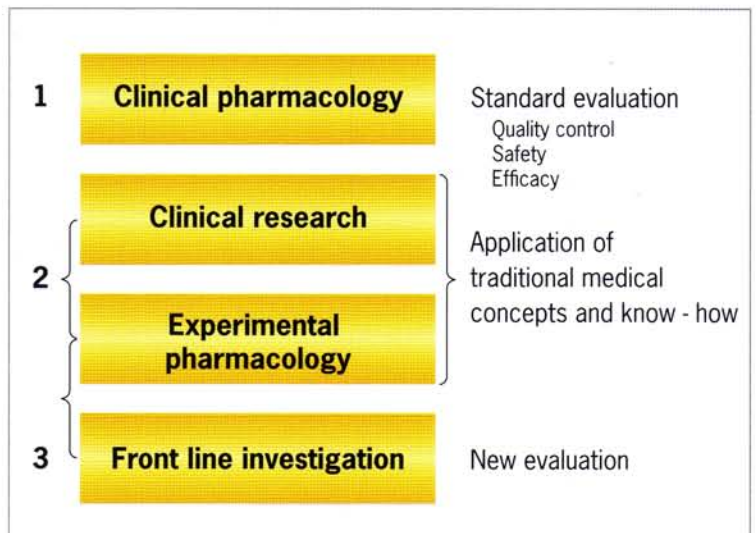 1
Clinical pharmacology
Standard evaluation
Quality control
Safety
Efficacy
Clinical research
2
Application of
traditional medical
concepts and know - how
Experimental
pharmacology
3
Front line investigation
New evaluation